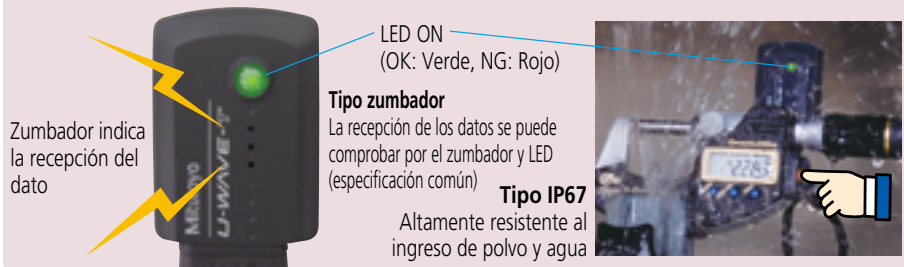 LED ON
(OK: Verde, NG: Rojo)
Zumbador indica
la recepción del
dato
Tipo zumbador
La recepción de los datos se puede
comprobar por el zumbador y LED
(especificación común)
Tipo IP67
Altamente resistente al
ingreso de polvo y agua
Mitutoyo
U-WAVE-T